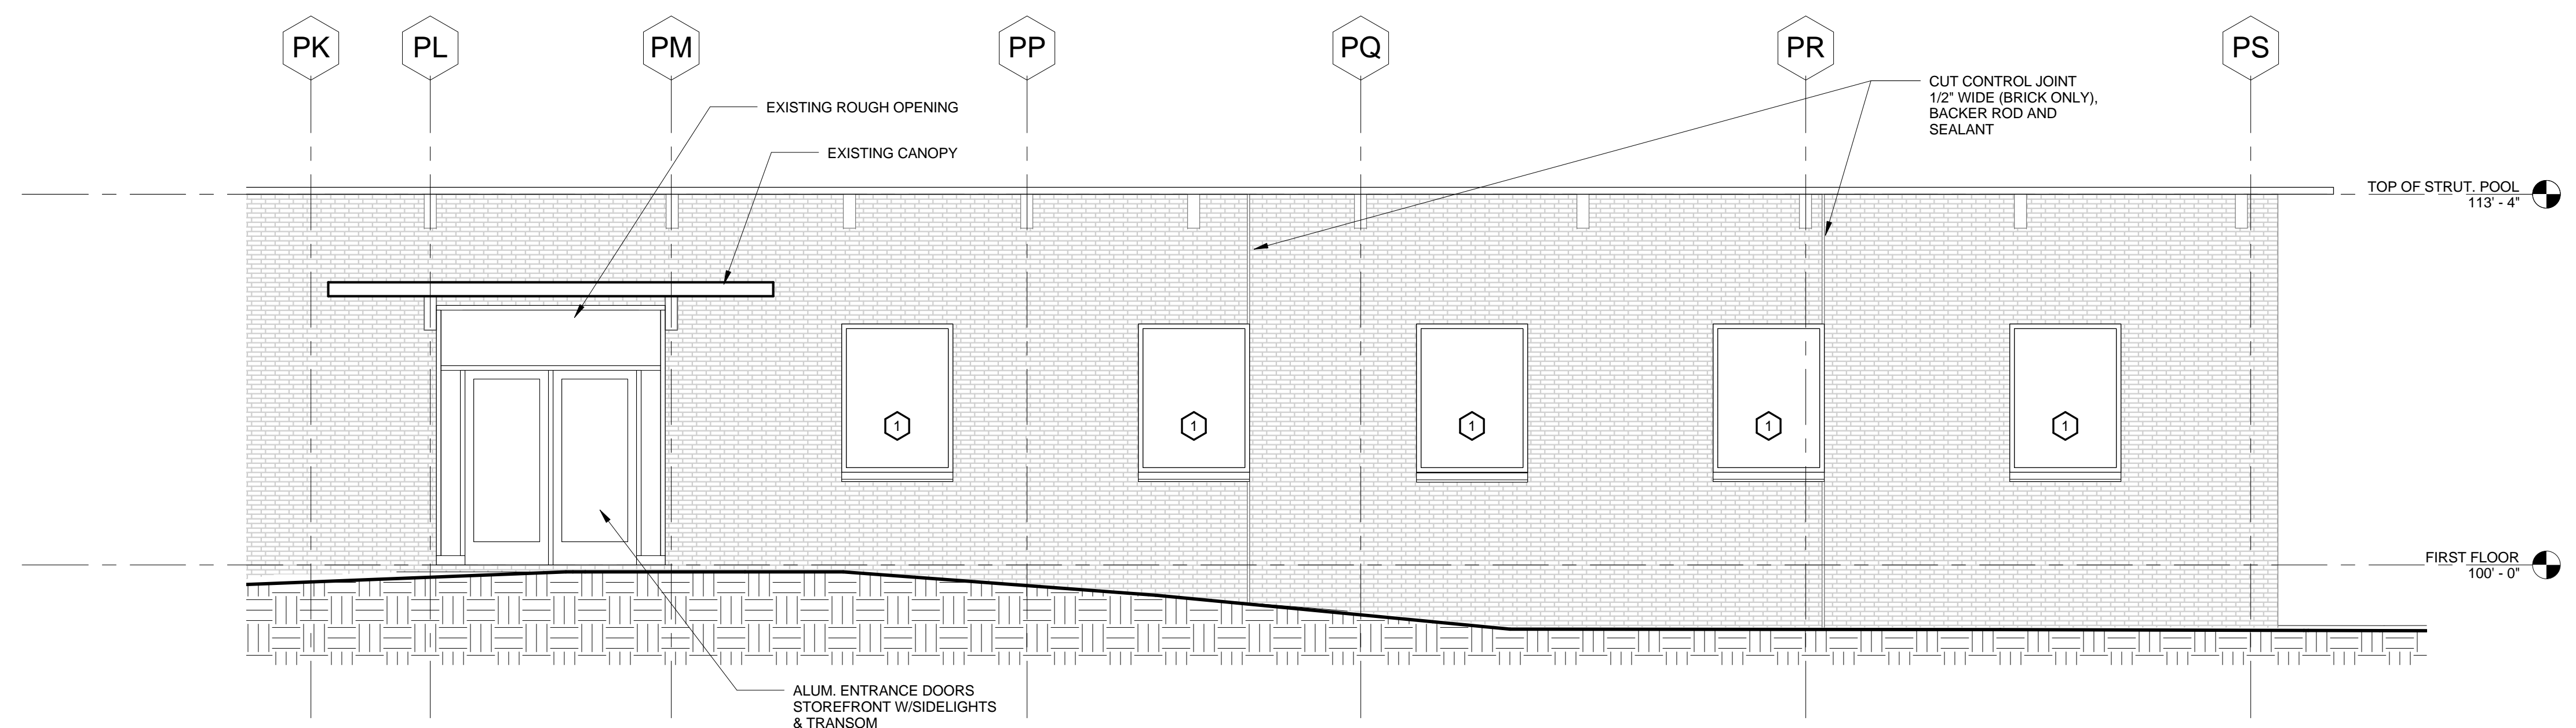 PK
PL
PM
PP
PQ
PR
PS
EXISTING ROUGH OPENING
EXISTING CANOPY
CUT CONTROL JOINT
1/2" WIDE (BRICK ONLY),
BACKER ROD AND
SEALANT
TOP OF STRUT. POOL
113' - 4"
1
1
1
1
1
FIRST FLOOR
100' - 0"
ALUM. ENTRANCE DOORS
STOREFRONT W/SIDELIGHTS
& TRANSOM